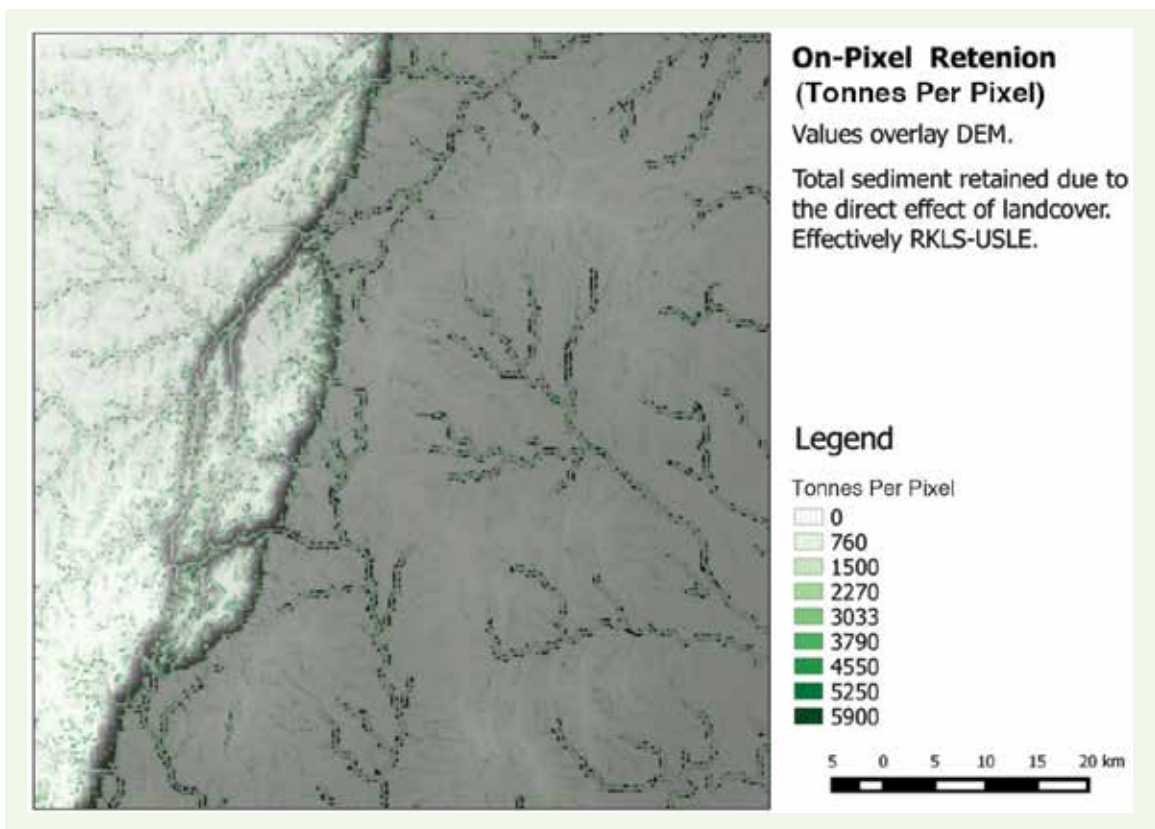 On-Pixel Retenion
(Tonnes Per Pixel)
Values overlay DEM.
Total sediment retained due to
the direct effect of landcover.
Effectively RKLS-USLE.
Legend
Tonnes Per Pixel
0
760
1500
2270
3033
3790
4550
5250
5900
5 0 5 10 15 20 km